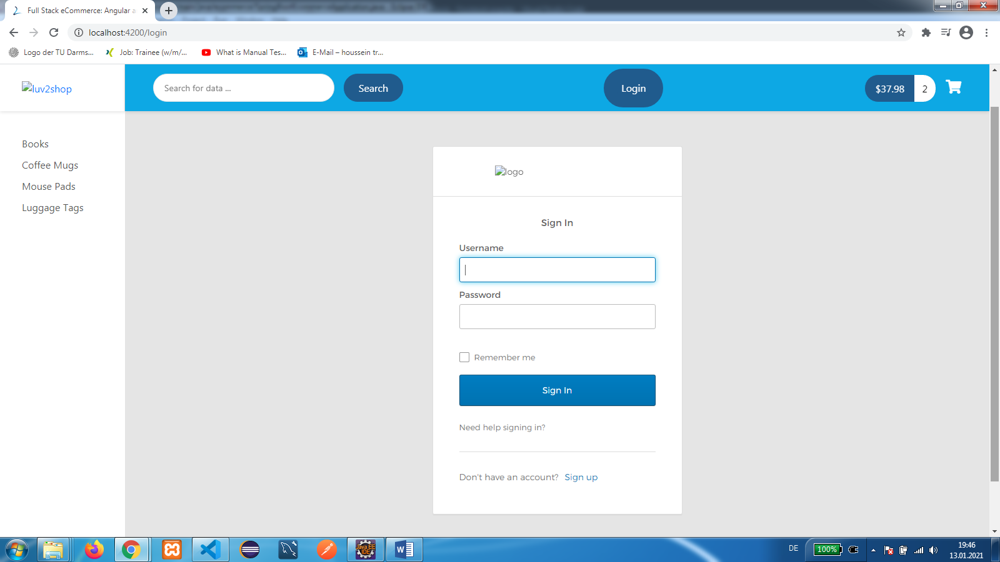 Full Stack eCommerce: Angular a
localhost:4200/login
Logo der TU Darms...
Job: Trainee (w/m/...
What is Manual Tes...
E-Mail – houssein tr...
luv2shop
Search for data ...
Search
Login
$37.98
2
Books
Coffee Mugs
Mouse Pads
Luggage Tags
logo
Sign In
Username
Password
Remember me
Sign In
Need help signing in?
Don't have an account? Sign up
Java EE
IDE
DE
100%
19:46
13.01.2021